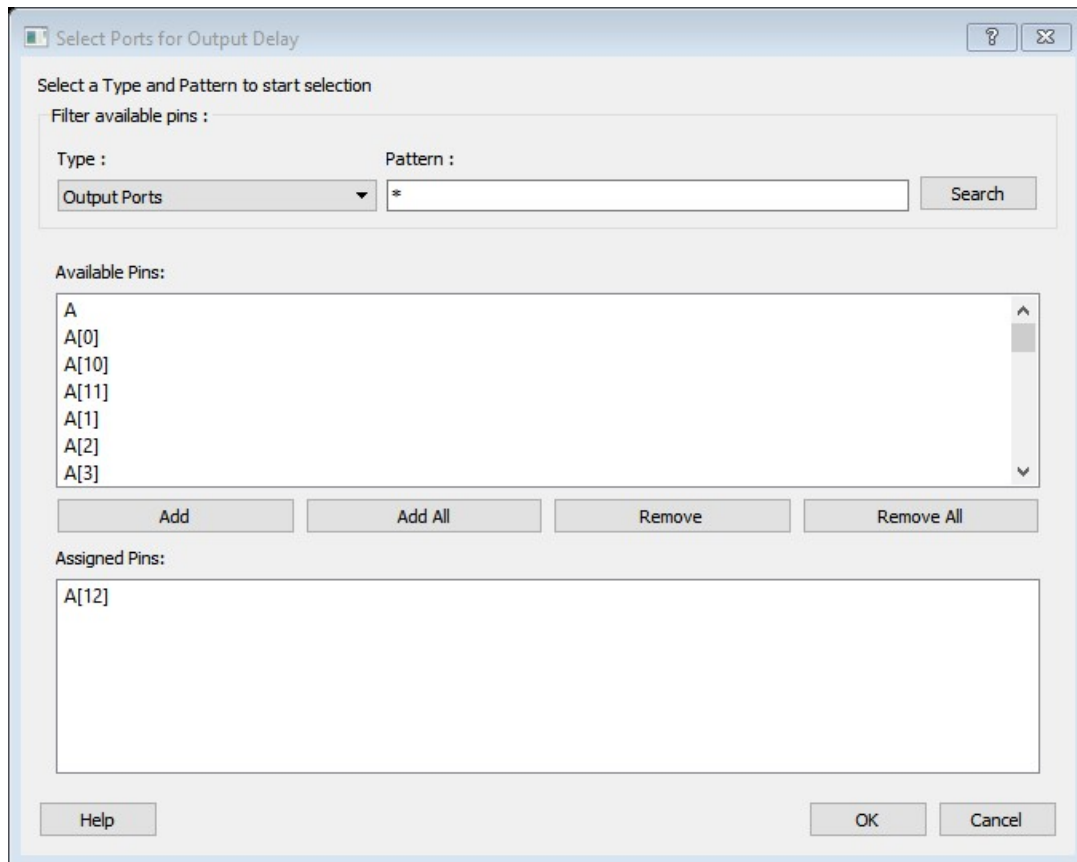 Select Ports for Output Delay
Select a Type and Pattern to start selection
Filter available pins :
Type : Pattern :
Output Ports * Search
Available Pins:
A
A[0]
A[10]
A[11]
A[1]
A[2]
A[3]
Add Add All Remove Remove All
Assigned Pins:
A[12]
Help OK Cancel